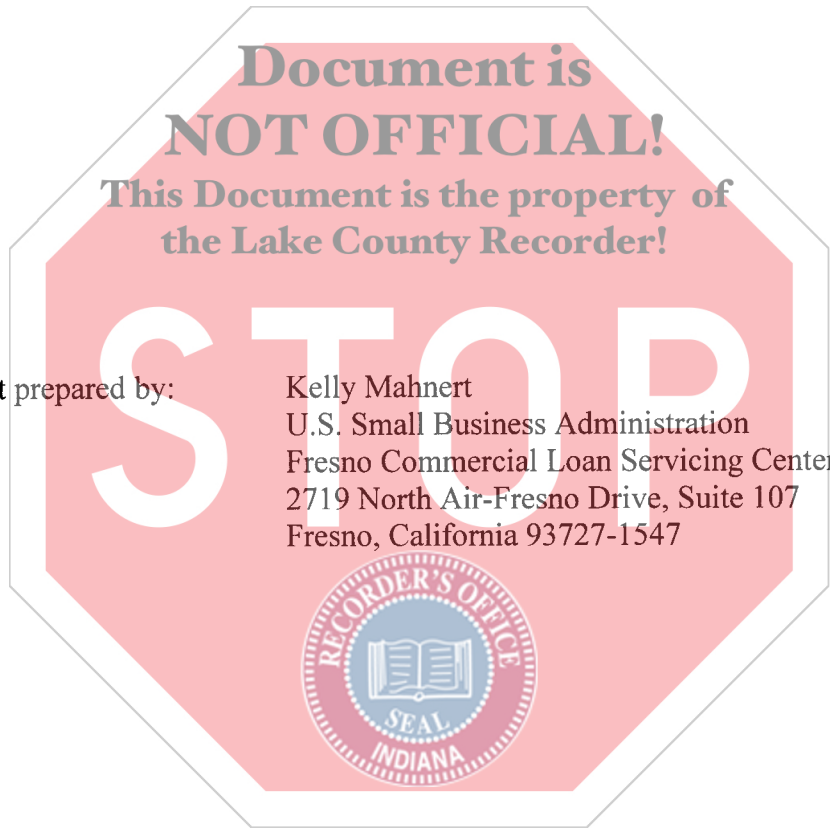 Document is
NOT OFFICIAL!
This Document is the property of
the Lake County Recorder!
STOP
t prepared by: Kelly Mahnert
U.S. Small Business Administration
Fresno Commercial Loan Servicing Center
2719 North Air-Fresno Drive, Suite 107
Fresno, California 93727-1547
RECORDER'S OFFICE
SEAL
INDIANA